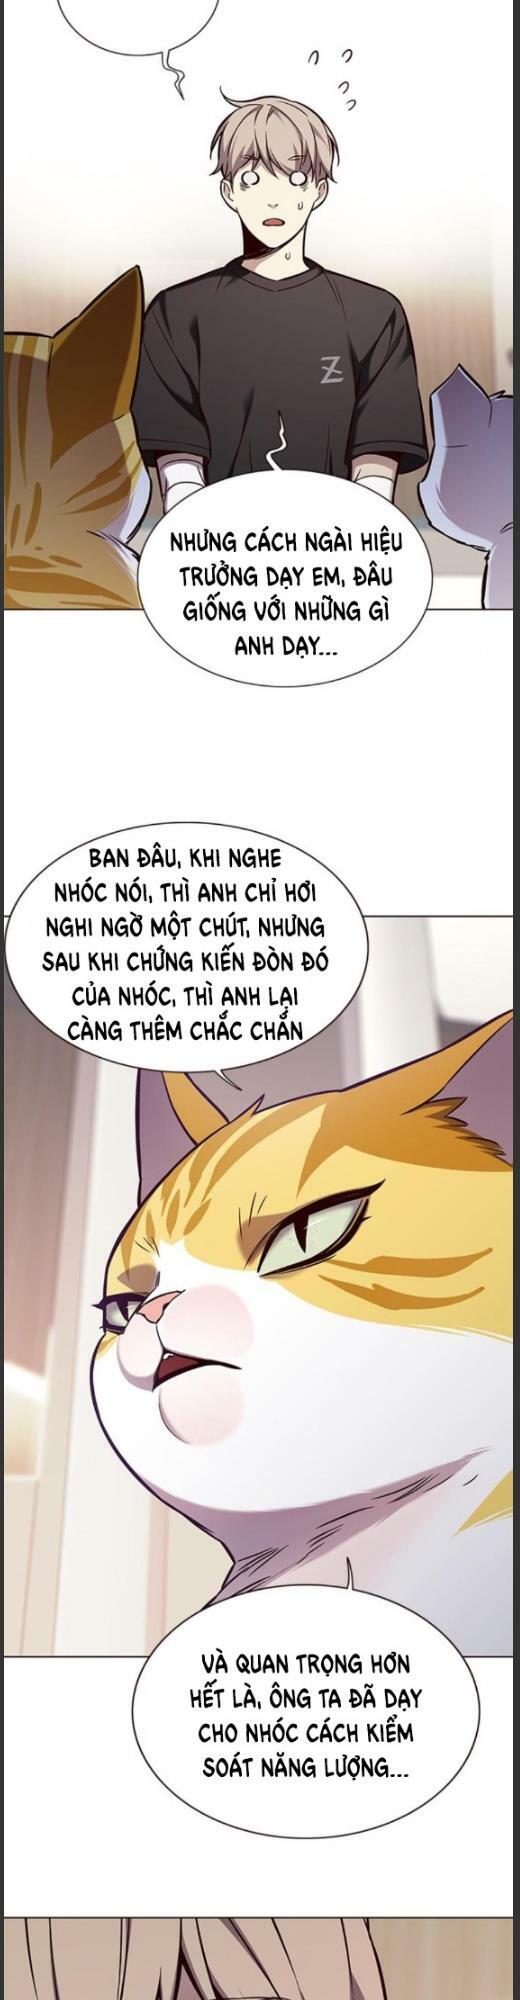 Z
NHƯNG CÁCH NGÀI HIỆU
TRƯỞNG DẠY EM, ĐÂU
GIỐNG VỚI NHỮNG GÌ
ANH DẠY...
BAN ĐẦU, KHI NGHE
NHÓC NÓI, THÌ ANH CHỈ HƠI
NGHI NGỜ MỘT CHÚT, NHƯNG
SAU KHI CHỨNG KIẾN ĐÒN ĐÓ
CỦA NHÓC, THÌ ANH LẠI
CÀNG THÊM CHẮC CHẮN
VÀ QUAN TRỌNG HƠN
HẾT LÀ, ÔNG TA ĐÃ DẠY
CHO NHÓC CÁCH KIỂM
SOÁT NĂNG LƯỢNG...